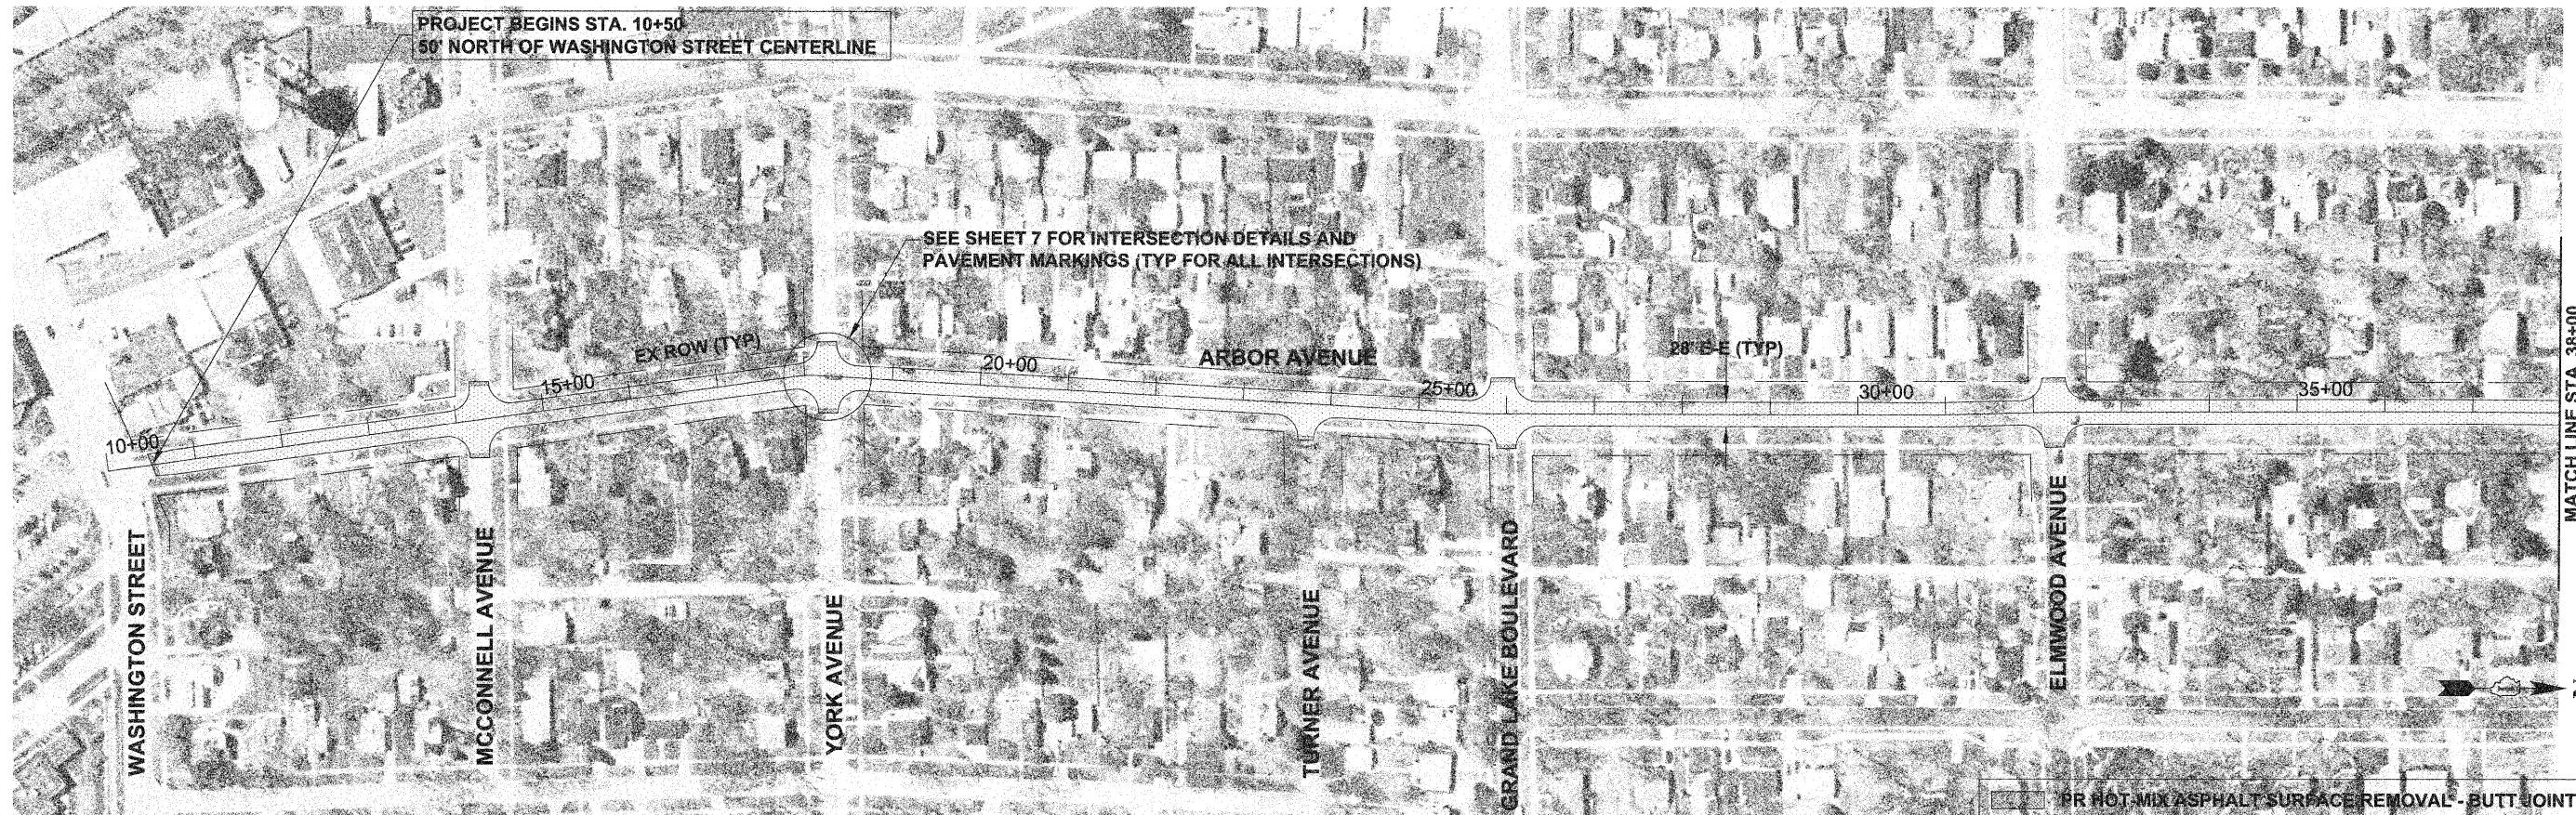 PROJECT BEGINS STA. 10+50
50' NORTH OF WASHINGTON STREET CENTERLINE
SEE SHEET 7 FOR INTERSECTION DETAILS AND
PAVEMENT MARKINGS (TYP FOR ALL INTERSECTIONS)
EX ROW (TYP)
ARBOR AVENUE
28' E-E (TYP)
10+00
15+00
20+00
25+00
30+00
35+00
MATCH LINE STA. 38+00
WASHINGTON STREET
MCCONNELL AVENUE
YORK AVENUE
TURNER AVENUE
GRAND LAKE BOULEVARD
ELMWOOD AVENUE
PR HOT-MIX ASPHALT SURFACE REMOVAL - BUTT JOINT